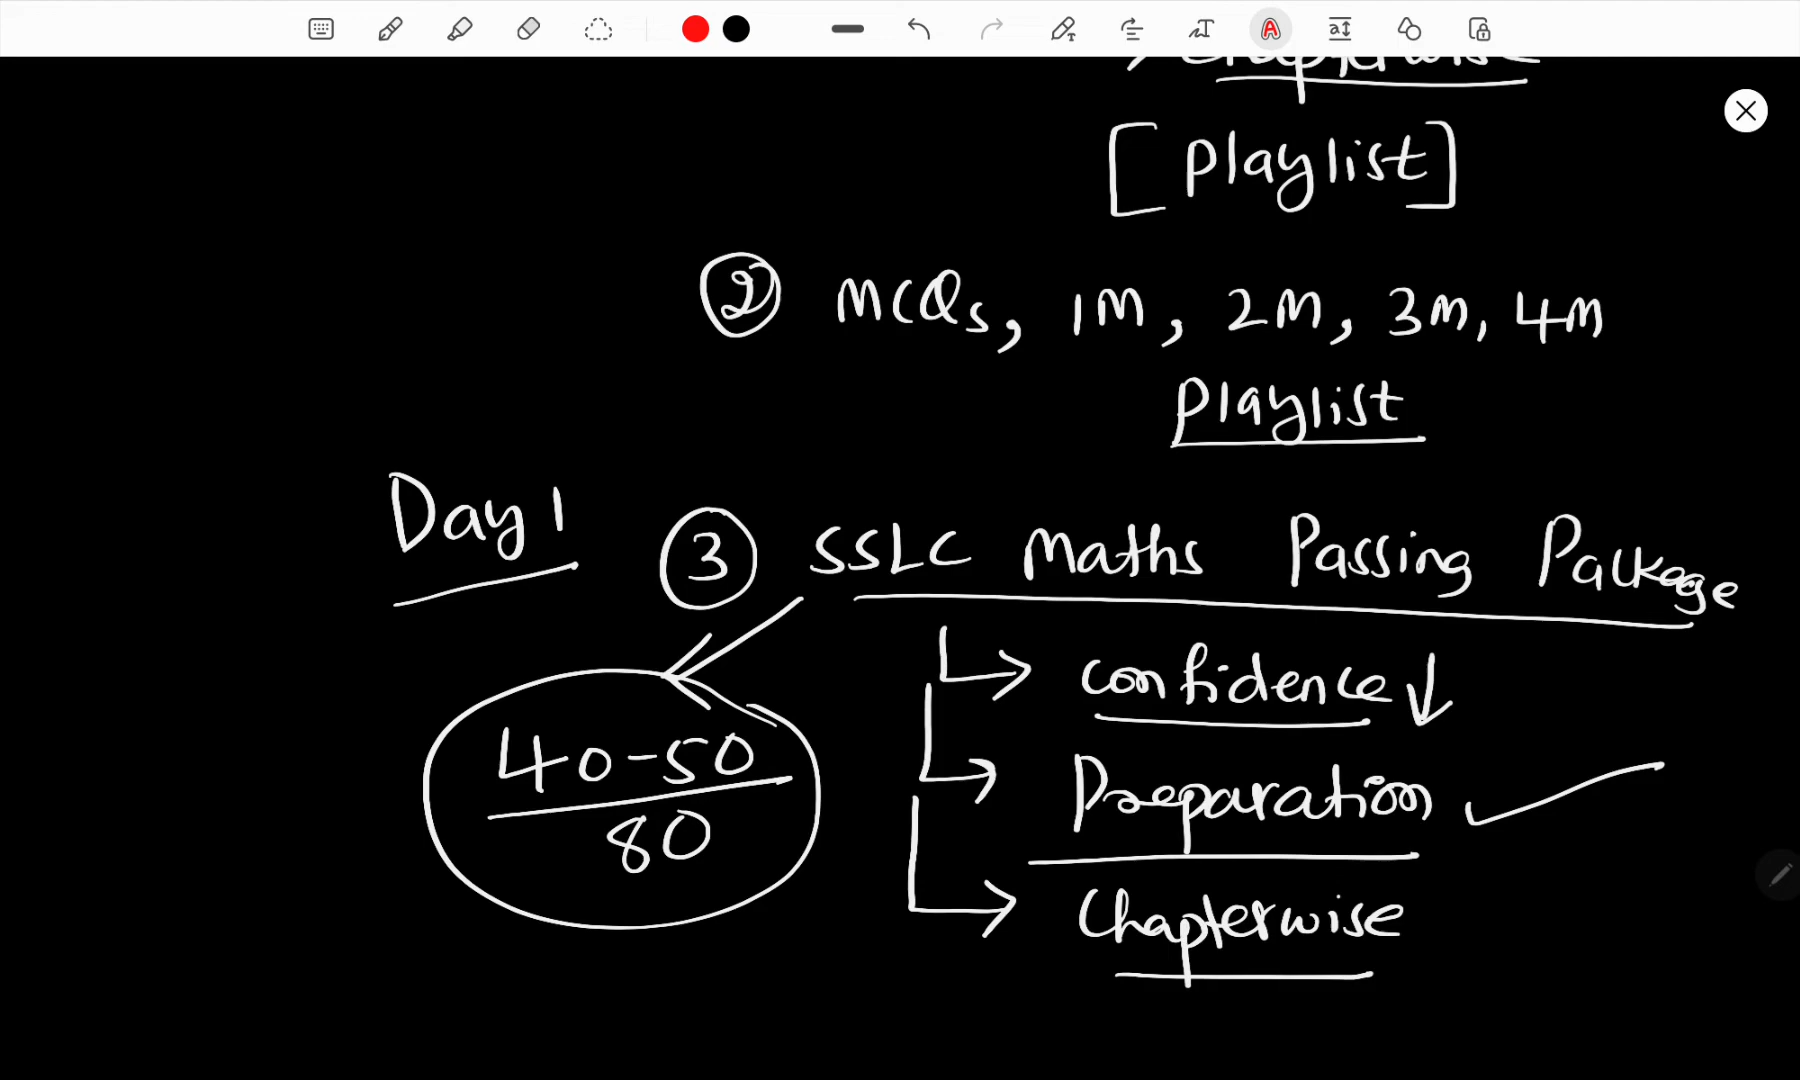 Chapterwise
[Playlist]
② MCQs, 1M, 2M, 3M, 4M
Playlist
Day 1
③ SSLC Maths Passing Package
Confidence ↓
40-50
80
Preparation ✓
Chapterwise